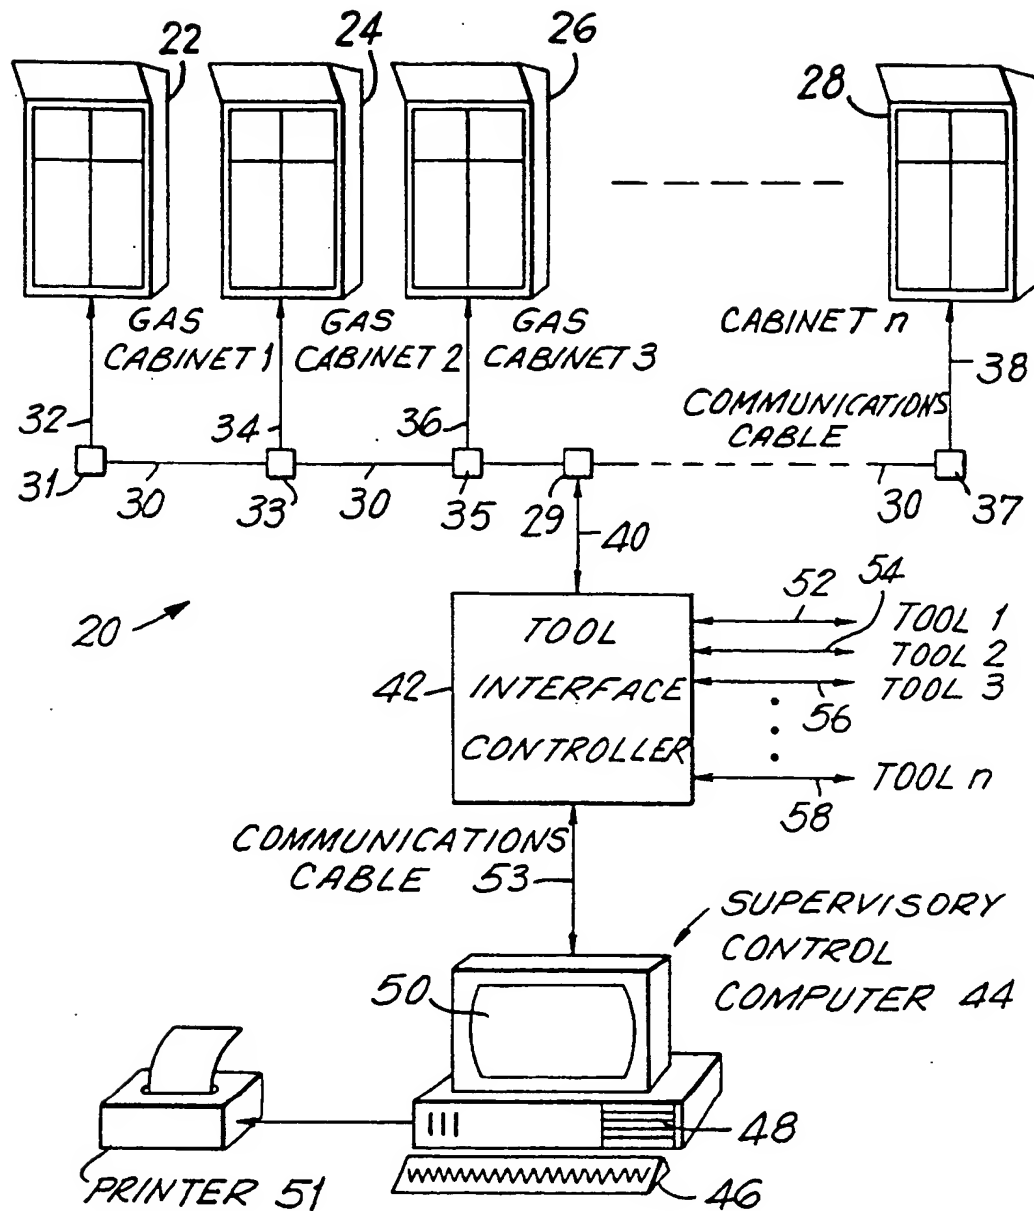 22
24
26
28
GAS
CABINET 1
GAS
CABINET 2
GAS
CABINET 3
CABINET n
32
34
36
38
COMMUNICATIONS
CABLE
31
30
33
30
35
29
40
30
37
20
42
TOOL
INTERFACE
CONTROLLER
52
54
TOOL 1
TOOL 2
TOOL 3
56
TOOL n
58
COMMUNICATIONS
CABLE 53
SUPERVISORY
CONTROL
COMPUTER 44
50
48
46
PRINTER 51